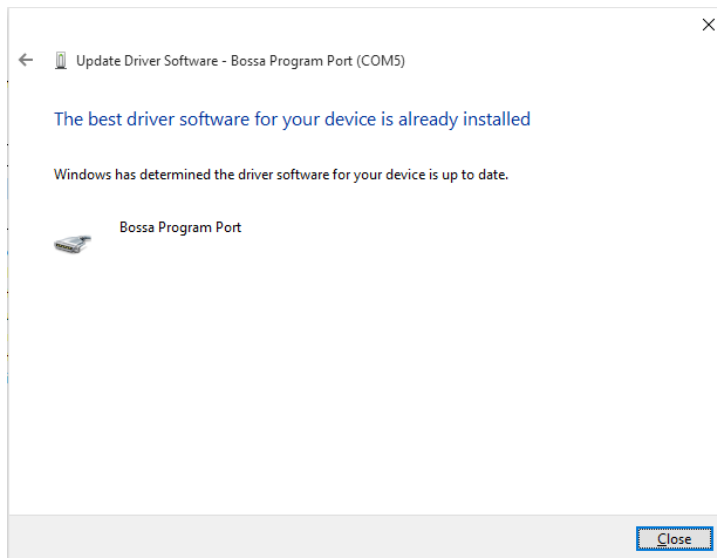 Update Driver Software - Bossa Program Port (COM5)
The best driver software for your device is already installed
Windows has determined the driver software for your device is up to date.
Bossa Program Port
Close